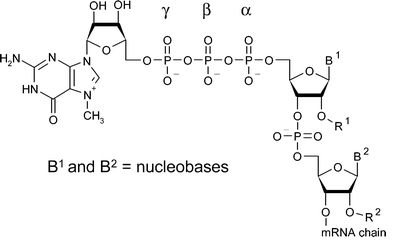 OH OH γ β α
O O O O B¹
H₂N N N O O P O P O P O O
HN N⁺ O⁻ O⁻ O⁻
O CH₃ O O R¹
⁻O P O B²
O O
B¹ and B² = nucleobases
O O R²
mRNA chain